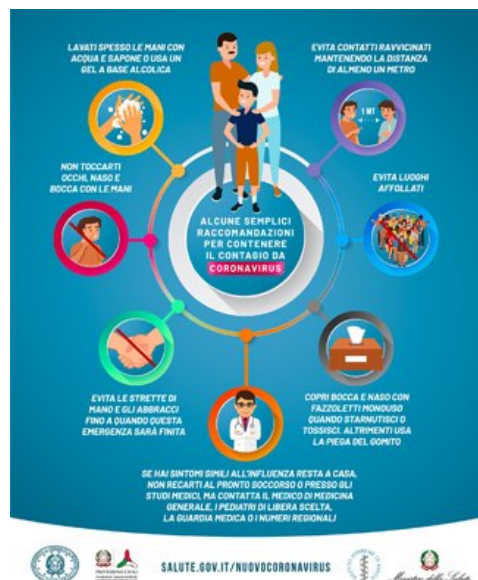 LAVATI SPESSO LE MANI CON
ACQUA E SAPONE O USA UN
GEL A BASE ALCOLICA
EVITA CONTATTI RAVVICINATI
MANTENENDO LA DISTANZA
DI ALMENO UN METRO
1 MT
NON TOCCARTI
OCCHI, NASO E
BOCCA CON LE MANI
EVITA LUOGHI
AFFOLLATI
ALCUNE SEMPLICI
RACCOMANDAZIONI
PER CONTENERE
IL CONTAGIO DA
CORONAVIRUS
EVITA LE STRETTE DI
MANO E GLI ABBRACCI
FINO A QUANDO QUESTA
EMERGENZA SARÀ FINITA
COPRI BOCCA E NASO CON
FAZZOLETTI MONOUSO
QUANDO STARNUTISCI O
TOSSISCI. ALTRIMENTI USA
LA PIEGA DEL GOMITO
SE HAI SINTOMI SIMILI ALL'INFLUENZA RESTA A CASA,
NON RECARTI AL PRONTO SOCCORSO O PRESSO GLI
STUDI MEDICI, MA CONTATTA IL MEDICO DI MEDICINA
GENERALE, I PEDIATRI DI LIBERA SCELTA,
LA GUARDIA MEDICA O I NUMERI REGIONALI
SALUTE.GOV.IT/NUOVOCORONAVIRUS